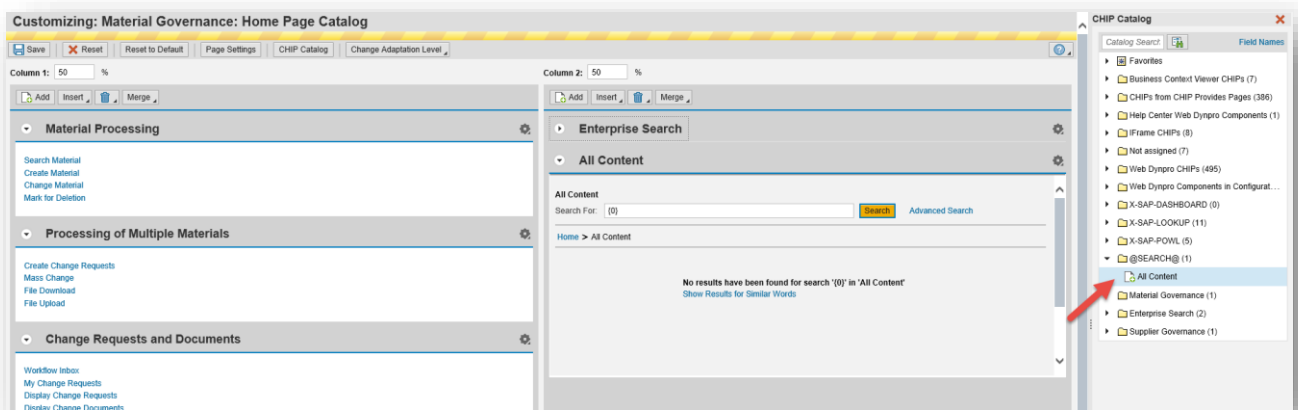 Customizing: Material Governance: Home Page Catalog
Save Reset Reset to Default Page Settings CHIP Catalog Change Adaptation Level
Column 1: 50 %
Add Insert Merge
Material Processing
Search Material
Create Material
Change Material
Mark for Deletion
Processing of Multiple Materials
Create Change Requests
Mass Change
File Download
File Upload
Change Requests and Documents
Workflow Inbox
My Change Requests
Display Change Requests
Display Change Documents
Column 2: 50 %
Add Insert Merge
Enterprise Search
All Content
All Content
Search For: {0} Search Advanced Search
Home > All Content
No results have been found for search '{0}' in 'All Content'
Show Results for Similar Words
CHIP Catalog
Catalog Search Field Names
Favorites
Business Context Viewer CHIPs (7)
CHIPs from CHIP Provides Pages (386)
Help Center Web Dynpro Components (1)
IFrame CHIPs (8)
Not assigned (7)
Web Dynpro CHIPs (495)
Web Dynpro Components in Configurat...
X-SAP-DASHBOARD (0)
X-SAP-LOOKUP (11)
X-SAP-POWL (5)
@SEARCH@ (1)
All Content
Material Governance (1)
Enterprise Search (2)
Supplier Governance (1)